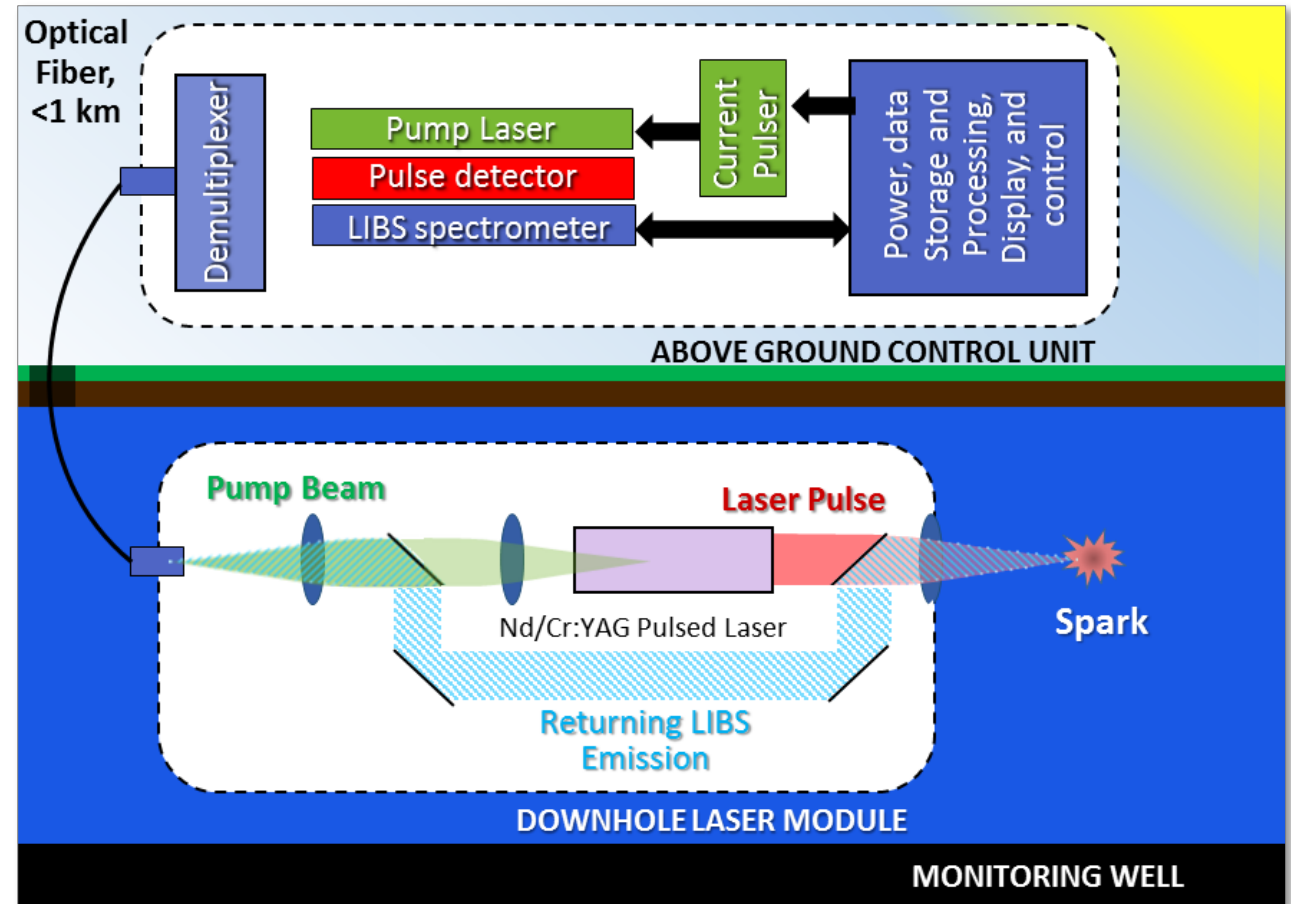 Optical
Fiber,
<1 km
Demultiplexer
Pump Laser
Pulse detector
LIBS spectrometer
Current
Pulser
Power, data
Storage and
Processing,
Display, and
control
ABOVE GROUND CONTROL UNIT
Pump Beam
Laser Pulse
Nd/Cr:YAG Pulsed Laser
Spark
Returning LIBS
Emission
DOWNHOLE LASER MODULE
MONITORING WELL